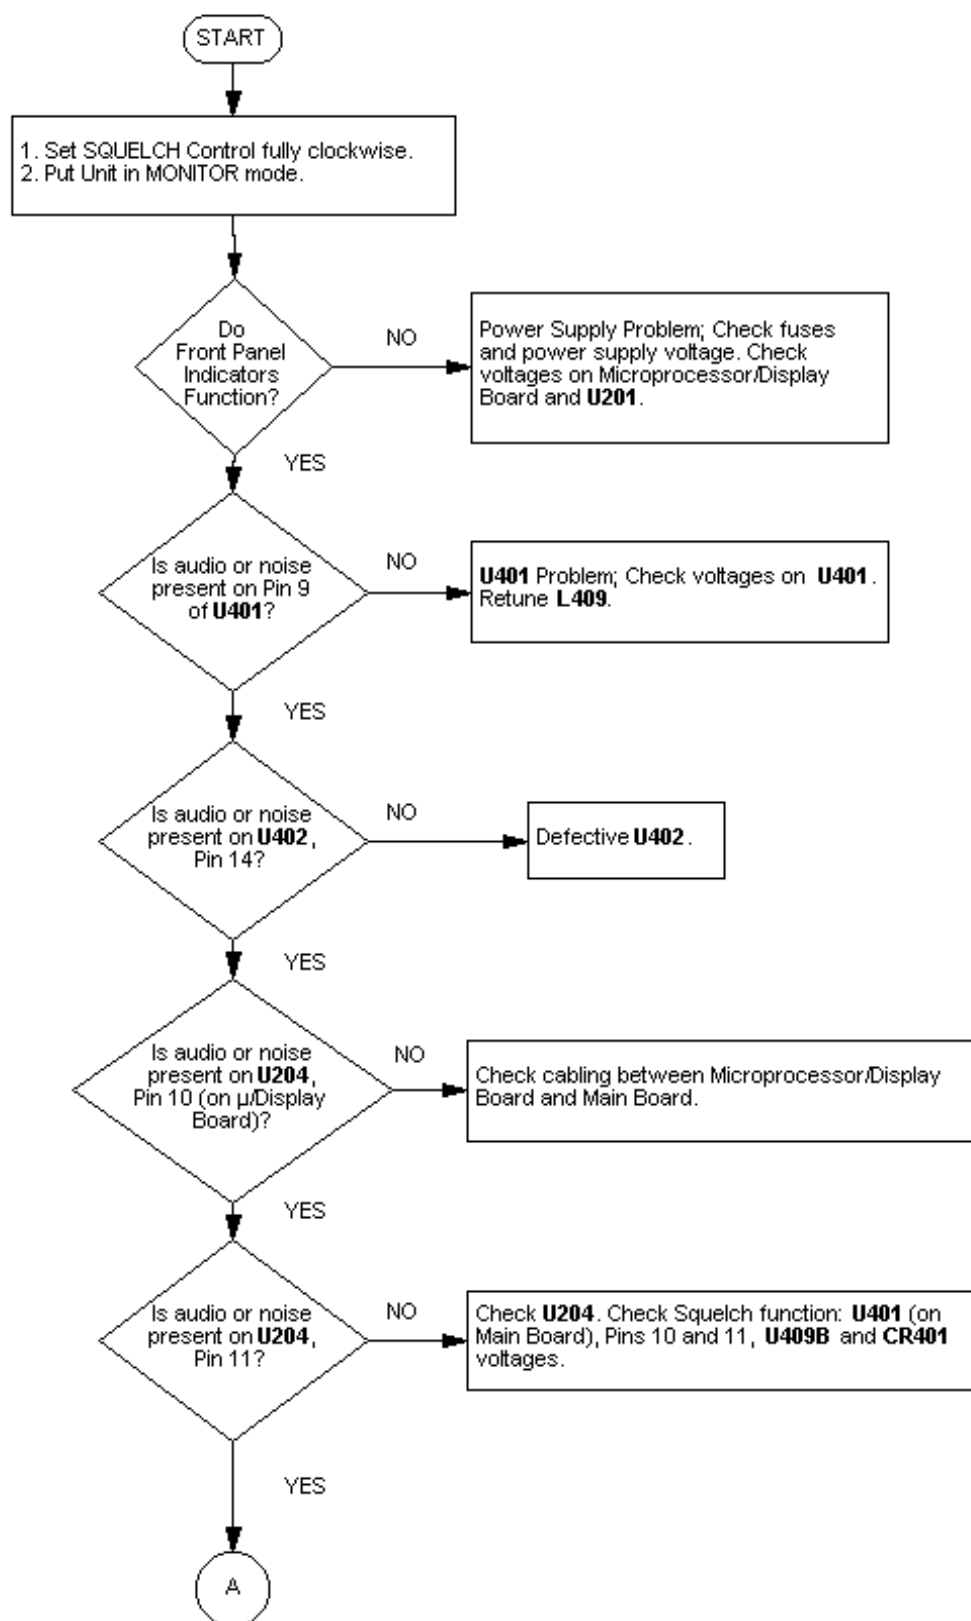 START
1. Set SQUELCH Control fully clockwise.
2. Put Unit in MONITOR mode.
Do
Front Panel
Indicators
Function?
NO
Power Supply Problem; Check fuses
and power supply voltage. Check
voltages on Microprocessor/Display
Board and U201.
YES
Is audio or noise
present on Pin 9
of U401?
NO
U401 Problem; Check voltages on U401.
Retune L409.
YES
Is audio or noise
present on U402,
Pin 14?
NO
Defective U402.
YES
Is audio or noise
present on U204,
Pin 10 (on µ/Display
Board)?
NO
Check cabling between Microprocessor/Display
Board and Main Board.
YES
Is audio or noise
present on U204,
Pin 11?
NO
Check U204. Check Squelch function: U401 (on
Main Board), Pins 10 and 11, U409B and CR401
voltages.
YES
A